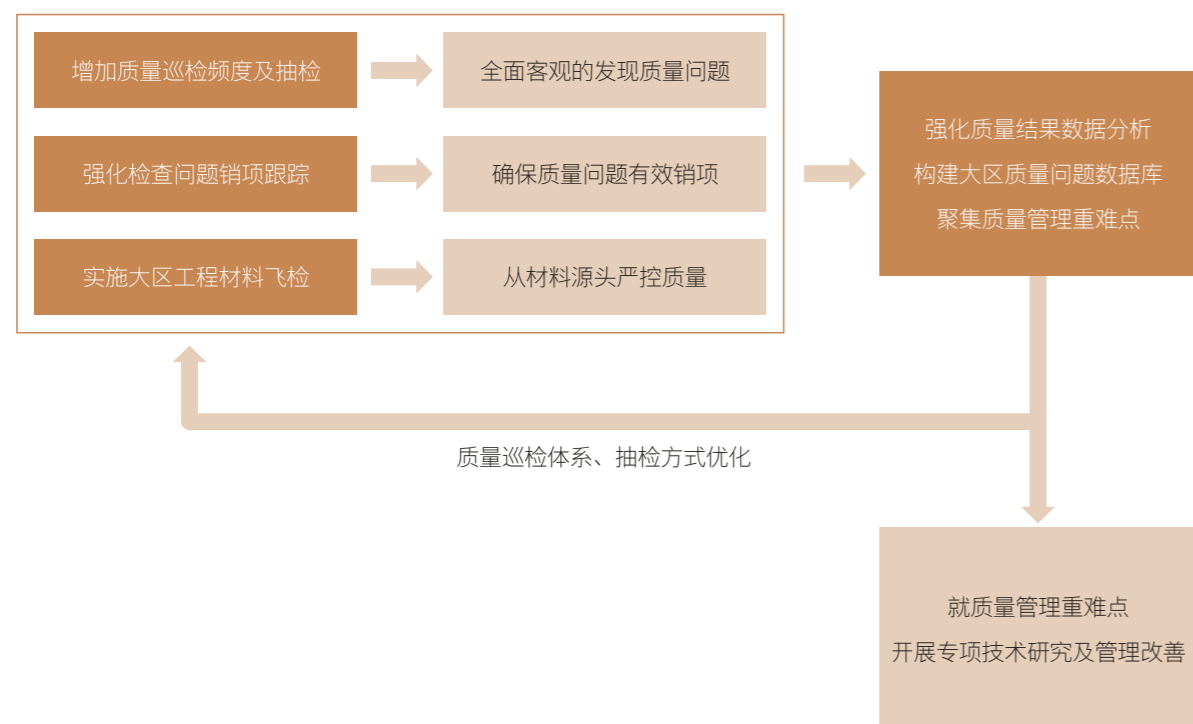 增加质量巡检频度及抽检
全面客观的发现质量问题
强化检查问题销项跟踪
确保质量问题有效销项
实施大区工程材料飞检
从材料源头严控质量
强化质量结果数据分析
构建大区质量问题数据库
聚集质量管理重难点
质量巡检体系、抽检方式优化
就质量管理重难点
开展专项技术研究及管理改善